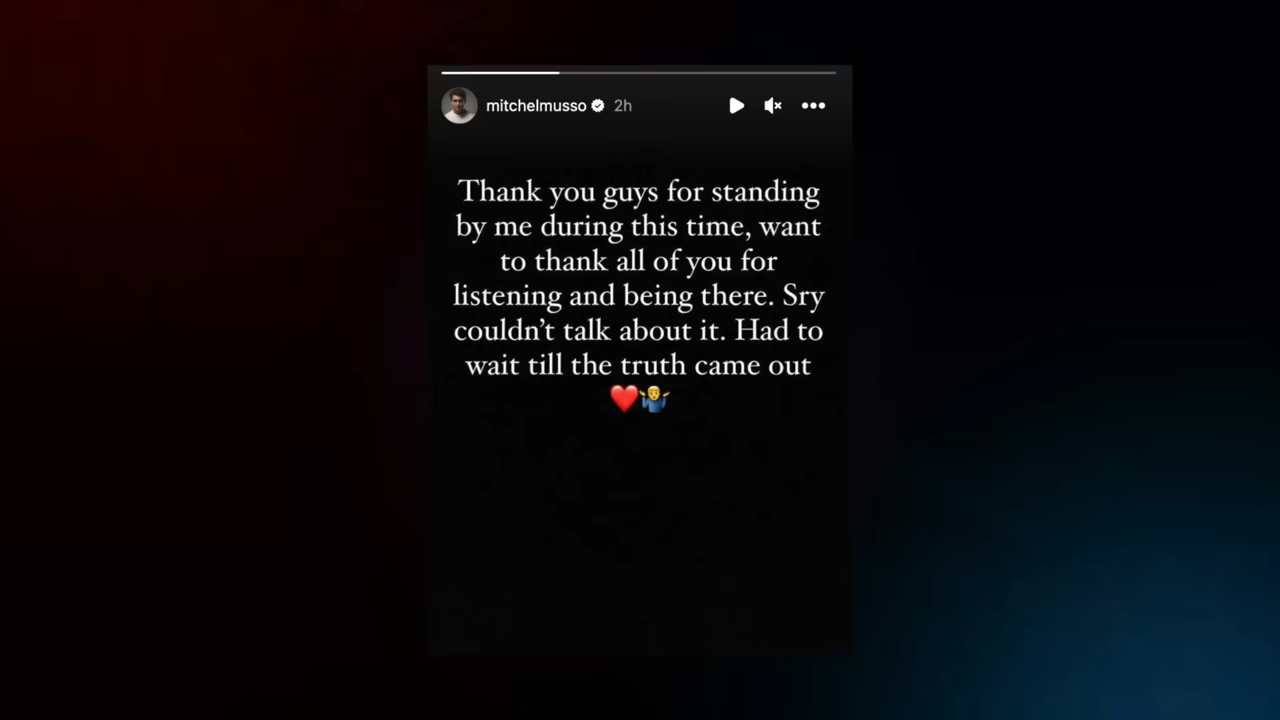 mitchelmusso 2h
Thank you guys for standing
by me during this time, want
to thank all of you for
listening and being there. Sry
couldn’t talk about it. Had to
wait till the truth came out
❤️🤷‍♂️